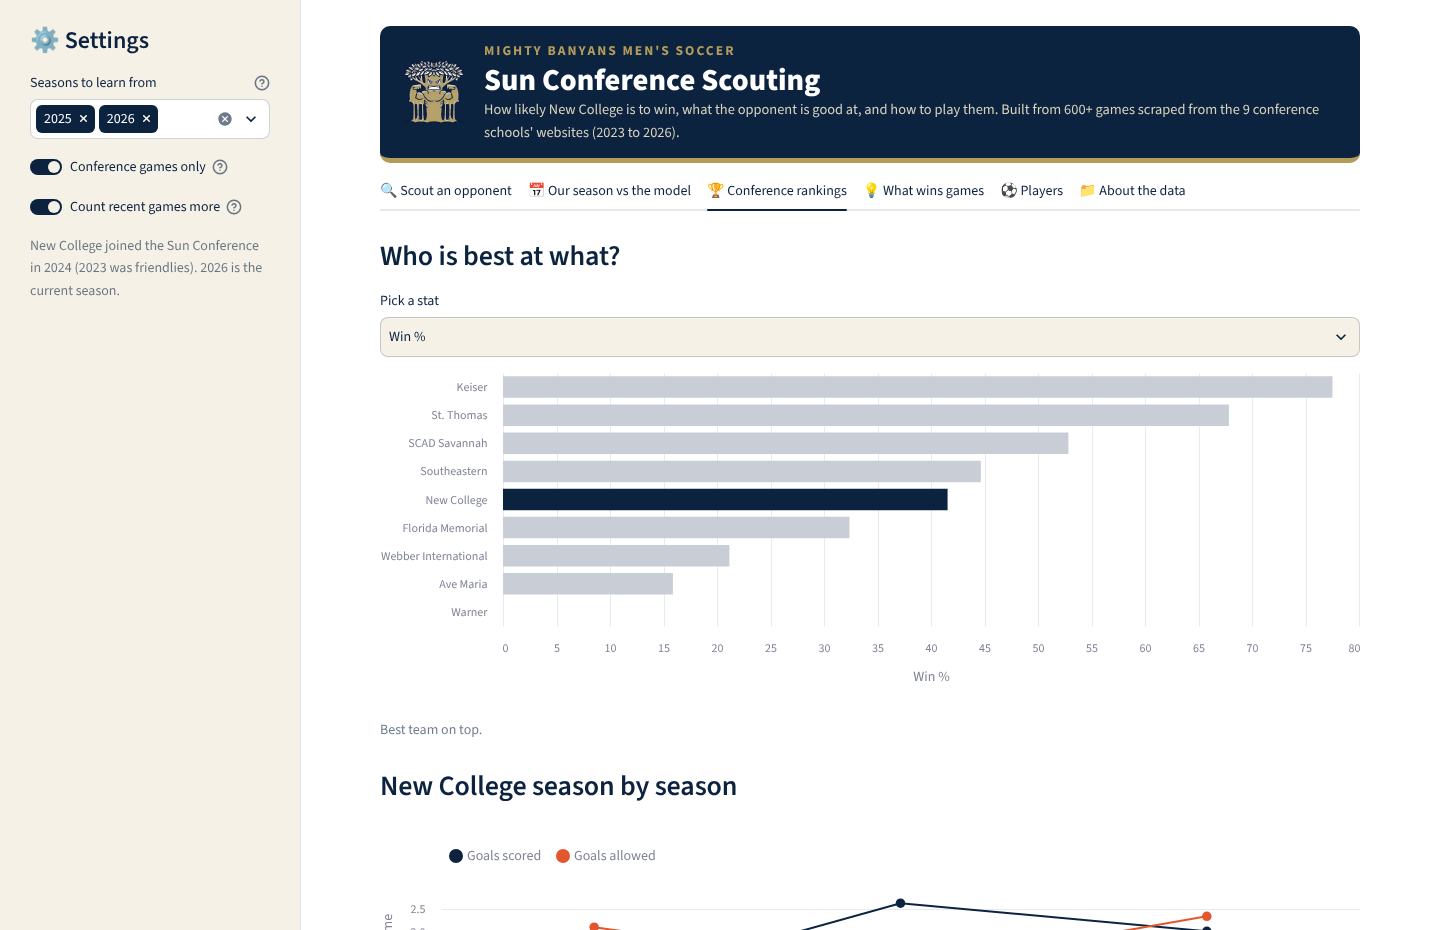 Settings
Seasons to learn from
2025
2026
Conference games only
Count recent games more
New College joined the Sun Conference
in 2024 (2023 was friendlies). 2026 is the
current season.
MIGHTY BANYANS MEN'S SOCCER
Sun Conference Scouting
How likely New College is to win, what the opponent is good at, and how to play them. Built from 600+ games scraped from the 9 conference
schools' websites (2023 to 2026).
Scout an opponent Our season vs the model Conference rankings What wins games Players About the data
Who is best at what?
Pick a stat
Win %
Keiser
St. Thomas
SCAD Savannah
Southeastern
New College
Florida Memorial
Webber International
Ave Maria
Warner
0 5 10 15 20 25 30 35 40 45 50 55 60 65 70 75 80
Win %
Best team on top.
New College season by season
Goals scored Goals allowed
2.5